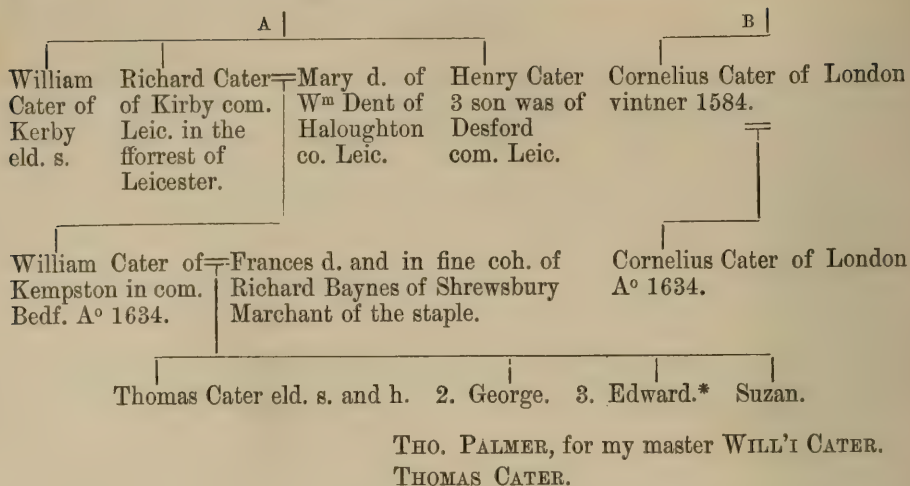 A
B
William
Cater of
Kerby
eld. s.
Richard Cater
of Kirby com.
Leic. in the
fforrest of
Leicester.
Mary d. of
Wᵐ Dent of
Haloughton
co. Leic.
Henry Cater
3 son was of
Desford
com. Leic.
Cornelius Cater of London
vintner 1584.
William Cater of
Kempston in com.
Bedf. Aº 1634.
Frances d. and in fine coh. of
Richard Baynes of Shrewsbury
Marchant of the staple.
Cornelius Cater of London
Aº 1634.
Thomas Cater eld. s. and h. 2. George. 3. Edward.* Suzan.
THO. PALMER, for my master WILL'I CATER.
THOMAS CATER.